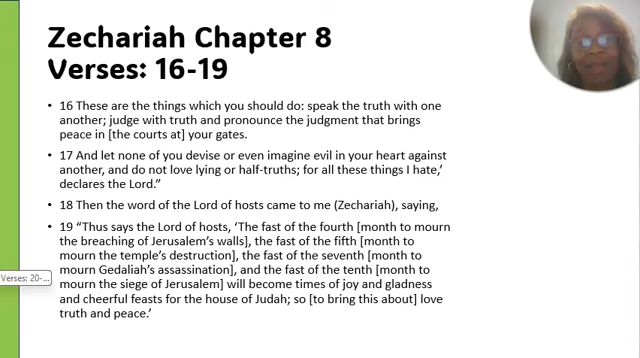 Zechariah Chapter 8
Verses: 16-19
• 16 These are the things which you should do: speak the truth with one
another; judge with truth and pronounce the judgment that brings
peace in [the courts at] your gates.
• 17 And let none of you devise or even imagine evil in your heart against
another, and do not love lying or half-truths; for all these things I hate,’
declares the Lord.”
• 18 Then the word of the Lord of hosts came to me (Zechariah), saying,
• 19 “Thus says the Lord of hosts, ‘The fast of the fourth [month to mourn
the breaching of Jerusalem’s walls], the fast of the fifth [month to
mourn the temple’s destruction], the fast of the seventh [month to
mourn Gedaliah’s assassination], and the fast of the tenth [month to
mourn the siege of Jerusalem] will become times of joy and gladness
and cheerful feasts for the house of Judah; so [to bring this about] love
truth and peace.’
Verses: 20-...